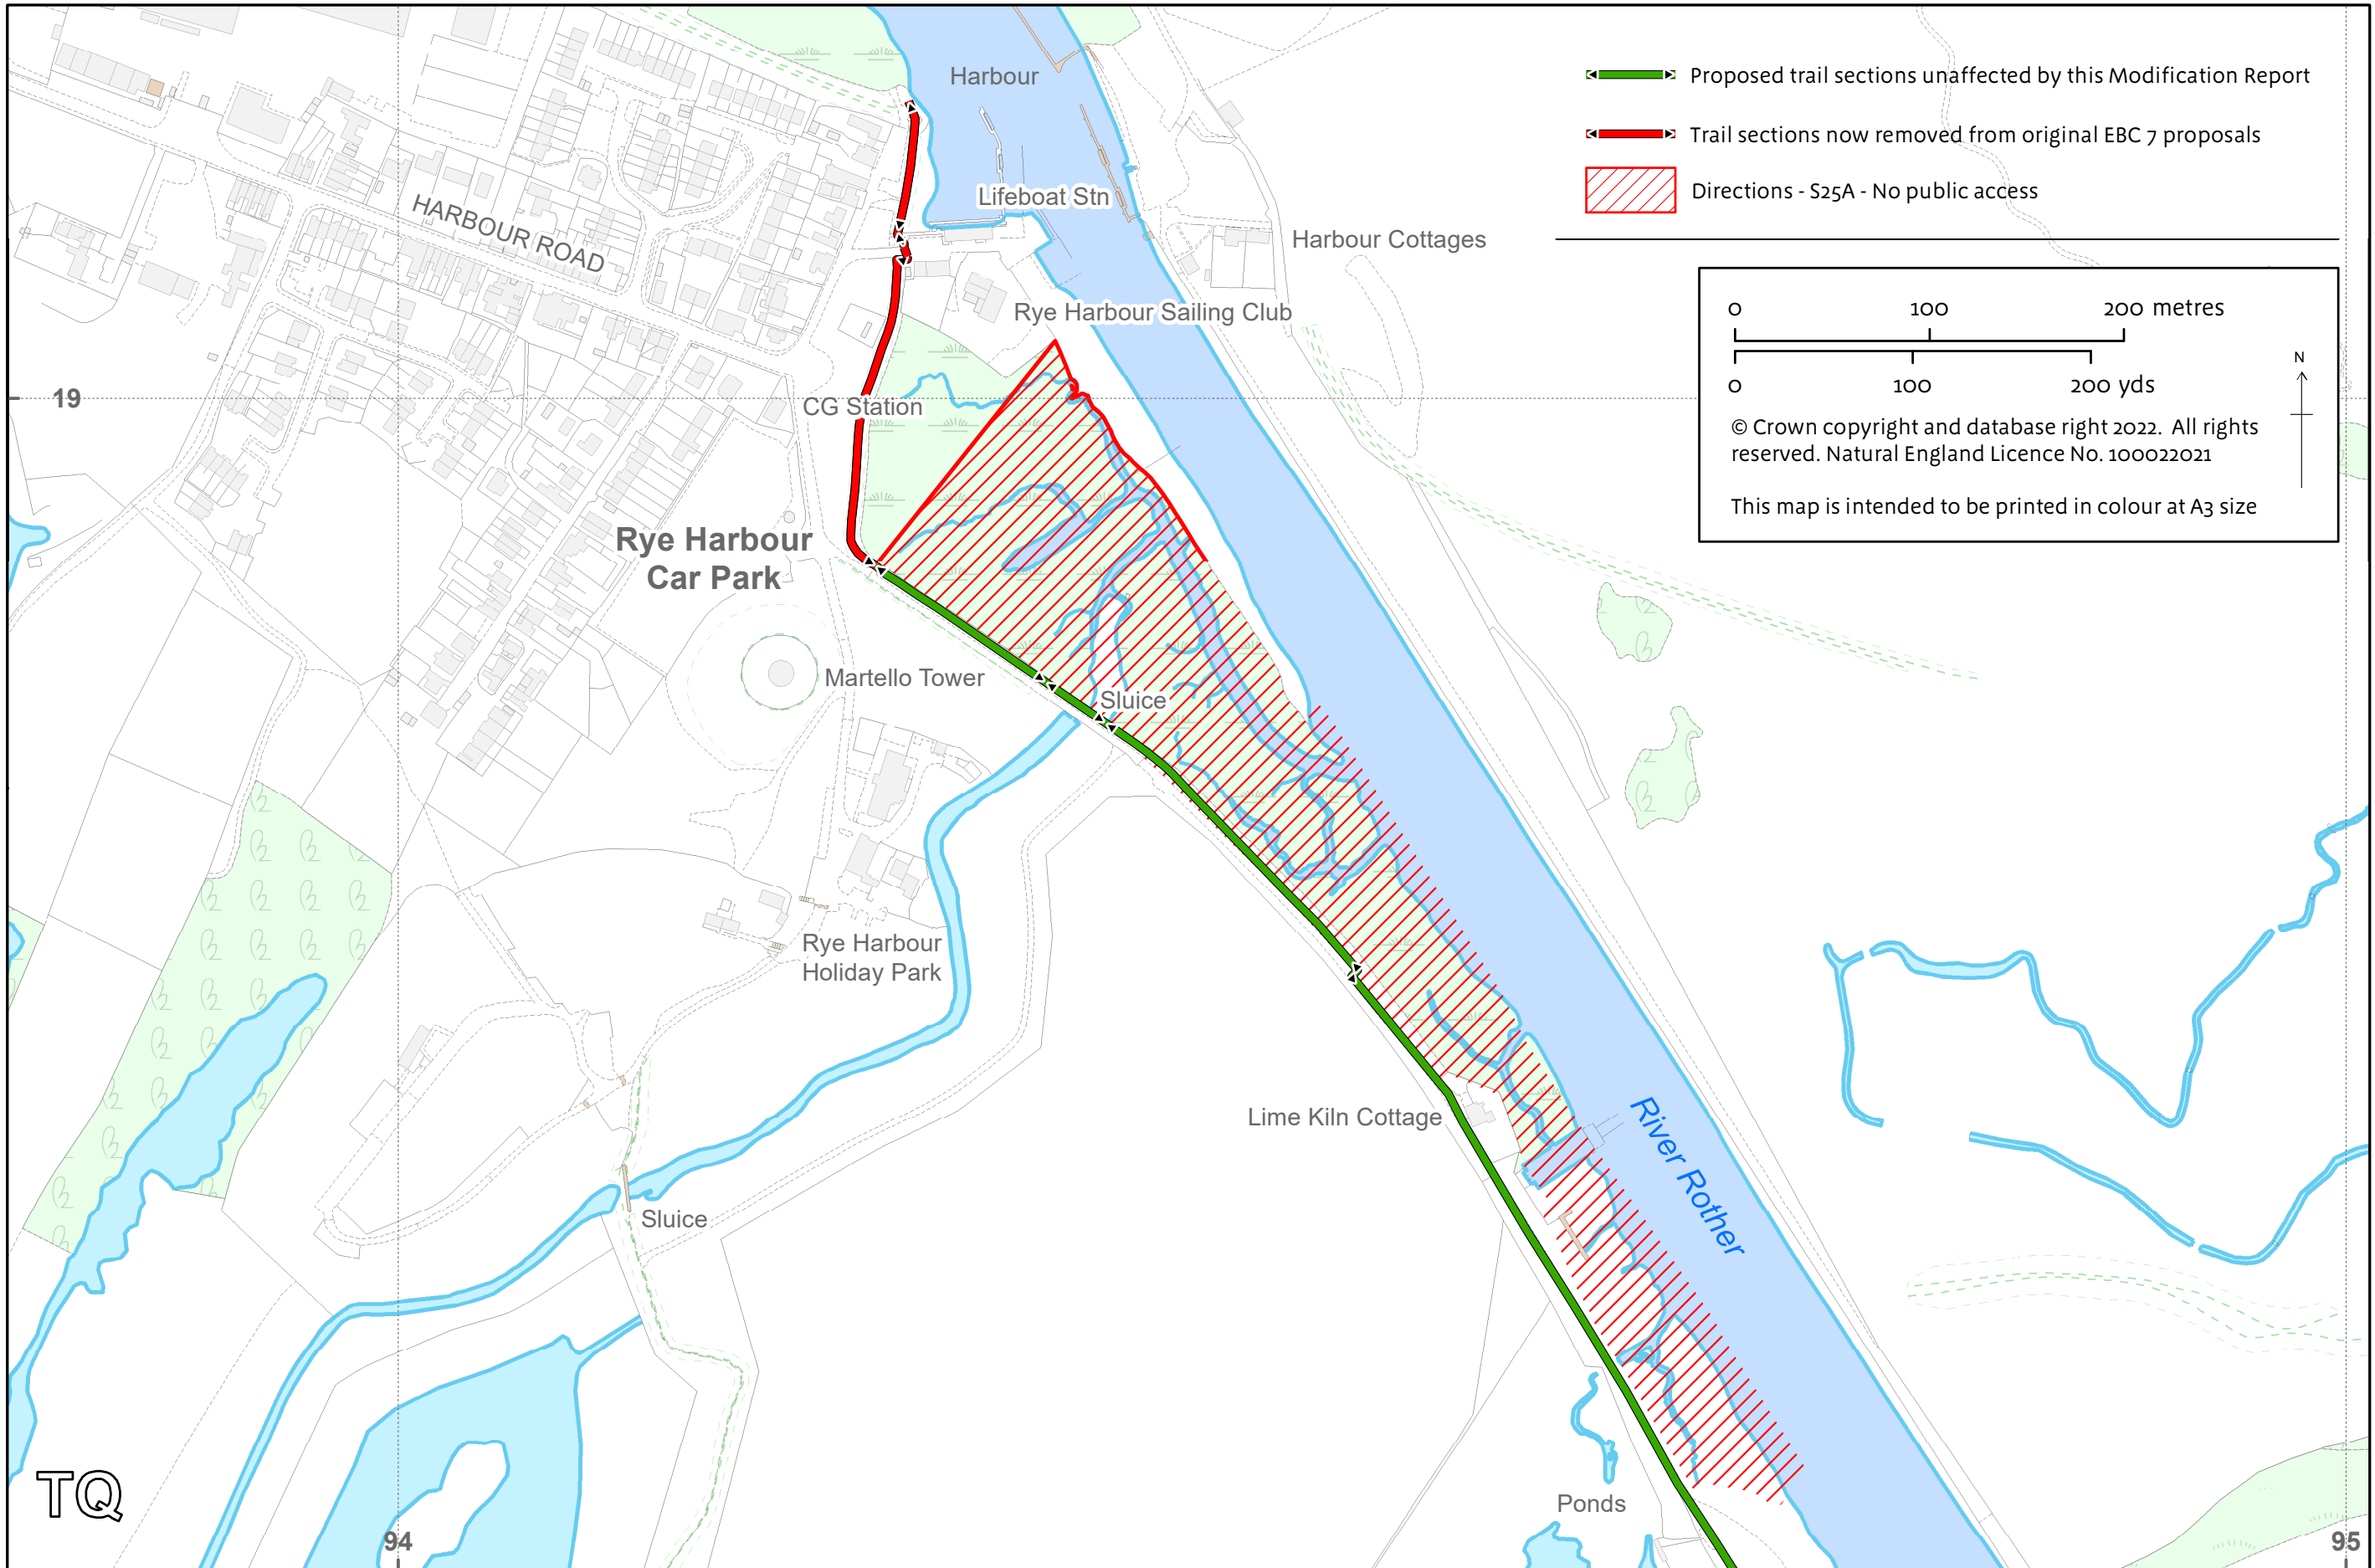 Proposed trail sections unaffected by this Modification Report
Trail sections now removed from original EBC 7 proposals
Directions - S25A - No public access
0 100 200 metres
0 100 200 yds
N
© Crown copyright and database right 2022. All rights
reserved. Natural England Licence No. 100022021
This map is intended to be printed in colour at A3 size
Harbour
Lifeboat Stn
HARBOUR ROAD
Harbour Cottages
Rye Harbour Sailing Club
19
CG Station
Rye Harbour
Car Park
Martello Tower
Sluice
Rye Harbour
Holiday Park
Lime Kiln Cottage
River Rother
Sluice
Ponds
TQ
94
95